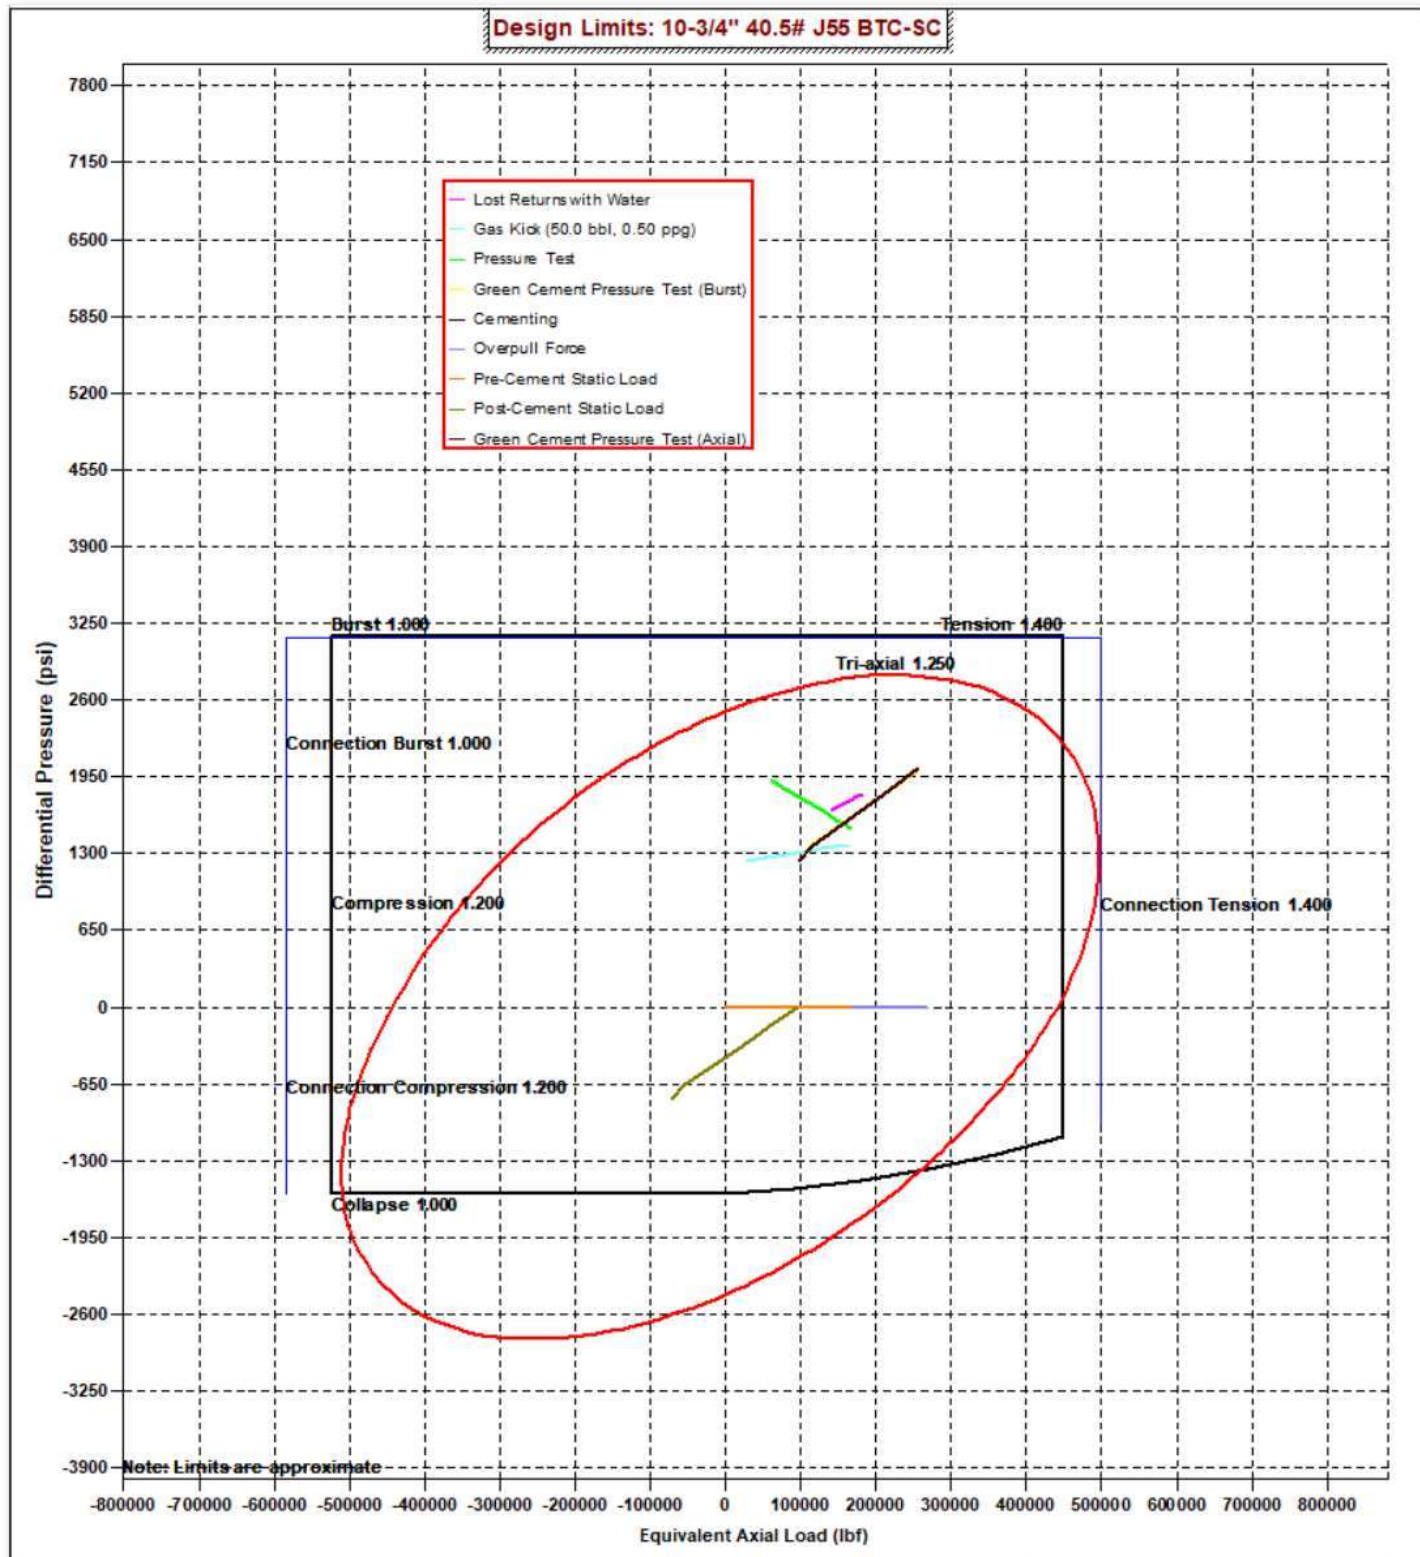 Design Limits: 10-3/4" 40.5# J55 BTC-SC
7800
7150
6500
5850
5200
4550
3900
3250
2600
1950
1300
650
0
-650
-1300
-1950
-2600
-3250
-3900
Differential Pressure (psi)
Lost Returns with Water
Gas Kick (50.0 bbl, 0.50 ppg)
Pressure Test
Green Cement Pressure Test (Burst)
Cementing
Overpull Force
Pre-Cement Static Load
Post-Cement Static Load
Green Cement Pressure Test (Axial)
Burst 1.000
Tension 1.400
Tri-axial 1.250
Connection Burst 1.000
Compression 1.200
Connection Tension 1.400
Connection Compression 1.200
Collapse 1.000
Note: Limits are approximate
-800000 -700000 -600000 -500000 -400000 -300000 -200000 -100000 0 100000 200000 300000 400000 500000 600000 700000 800000
Equivalent Axial Load (lbf)